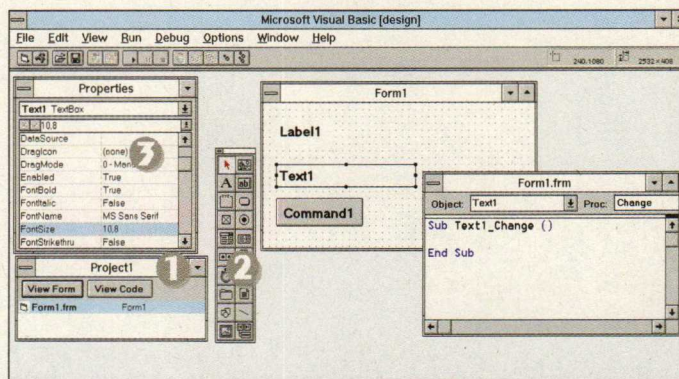 Microsoft Visual Basic [design]
File Edit View Run Debug Options Window Help
240,1080 2532 × 408
Properties
Text1 TextBox
10,8
DataSource
DragIcon (none)
DragMode 0 - Man
Enabled True
FontBold True
FontItalic False
FontName MS Sans Serif
FontSize 10,8
FontStrikethru False
3
Project1
1
View Form View Code
Form1.frm Form1
A ab
2
Form1
Label1
Text1
Command1
Form1.frm
Object: Text1 Proc: Change
Sub Text1_Change ()
End Sub